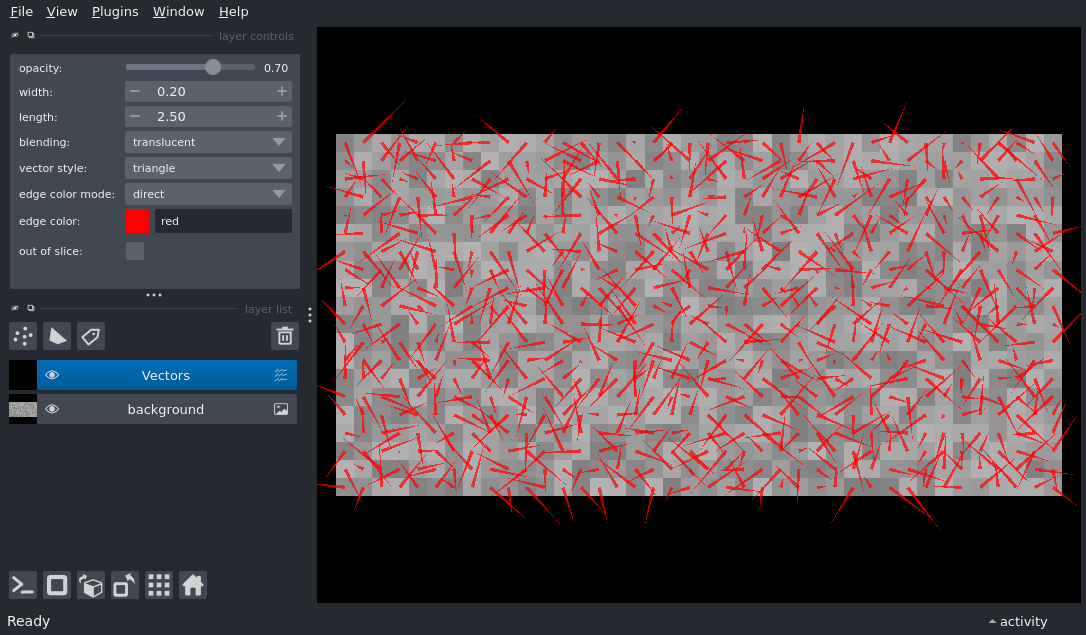 File View Plugins Window Help
layer controls
opacity: 0.70
width: − 0.20 +
length: − 2.50 +
blending: translucent
vector style: triangle
edge color mode: direct
edge color: red
out of slice:
layer list
Vectors
background
Ready
activity